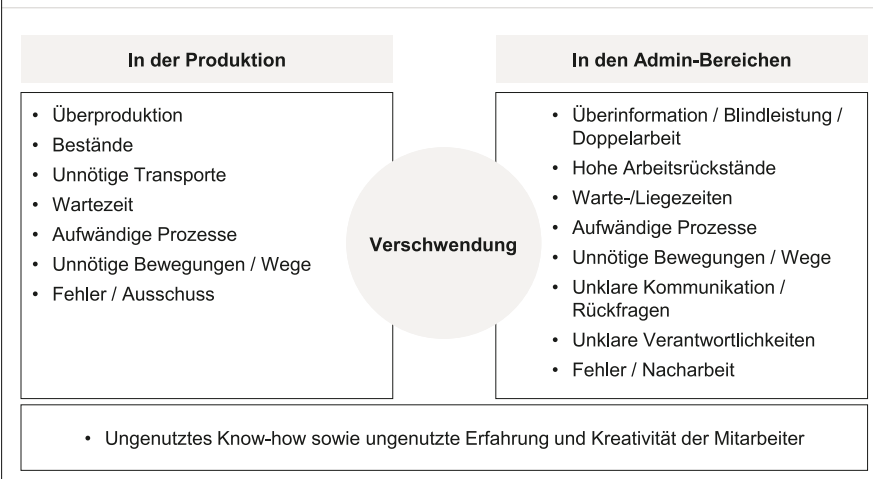 In der Produktion
• Überproduktion
• Bestände
• Unnötige Transporte
• Wartezeit
• Aufwändige Prozesse
• Unnötige Bewegungen / Wege
• Fehler / Ausschuss
Verschwendung
In den Admin-Bereichen
• Überinformation / Blindleistung /
Doppelarbeit
• Hohe Arbeitsrückstände
• Warte-/Liegezeiten
• Aufwändige Prozesse
• Unnötige Bewegungen / Wege
• Unklare Kommunikation /
Rückfragen
• Unklare Verantwortlichkeiten
• Fehler / Nacharbeit
• Ungenutztes Know-how sowie ungenutzte Erfahrung und Kreativität der Mitarbeiter